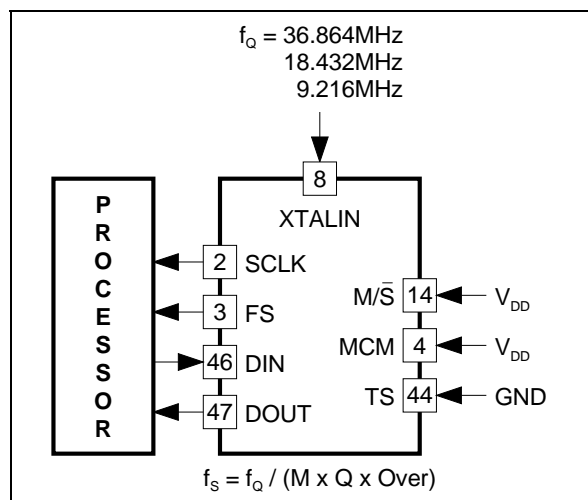 f_Q = 36.864MHz
18.432MHz
9.216MHz
8
XTALIN
PROCESSOR
2 SCLK
3 FS
46 DIN
47 DOUT
M/S̅ 14 V_DD
MCM 4 V_DD
TS 44 GND
f_S = f_Q / (M x Q x Over)